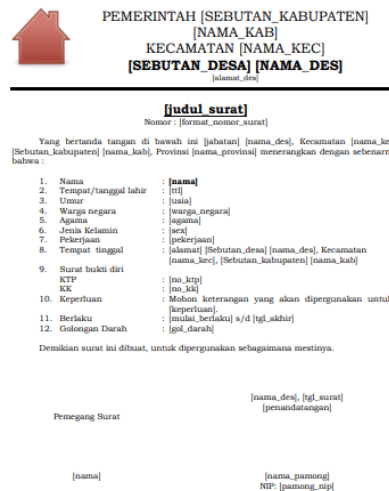 PEMERINTAH [SEBUTAN_KABUPATEN]
[NAMA_KAB]
KECAMATAN [NAMA_KEC]
[SEBUTAN_DESA] [NAMA_DES]
[alamat_des]
[judul_surat]
Nomor : [format_nomor_surat]
Yang bertanda tangan di bawah ini [jabatan] [nama_des], Kecamatan [nama_ke
[Sebutan_kabupaten] [nama_kab], Provinsi [nama_provinsi] menerangkan dengan sebenarn
bahwa :
1. Nama : [nama]
2. Tempat/tanggal lahir : [ttl]
3. Umur : [usia]
4. Warga negara : [warga_negara]
5. Agama : [agama]
6. Jenis Kelamin : [sex]
7. Pekerjaan : [pekerjaan]
8. Tempat tinggal : [alamat] [Sebutan_desa] [nama_des], Kecamatan
[nama_kec], [Sebutan_kabupaten] [nama_kab]
9. Surat bukti diri
KTP : [no_ktp]
KK : [no_kk]
10. Keperluan : Mohon keterangan yang akan dipergunakan untuk
[keperluan].
11. Berlaku : [mulai_berlaku] s/d [tgl_akhir]
12. Golongan Darah : [gol_darah]
Demikian surat ini dibuat, untuk dipergunakan sebagaimana mestinya.
[nama_des], [tgl_surat]
[penandatangan]
Pemegang Surat
[nama] [nama_pamong]
NIP: [pamong_nip]